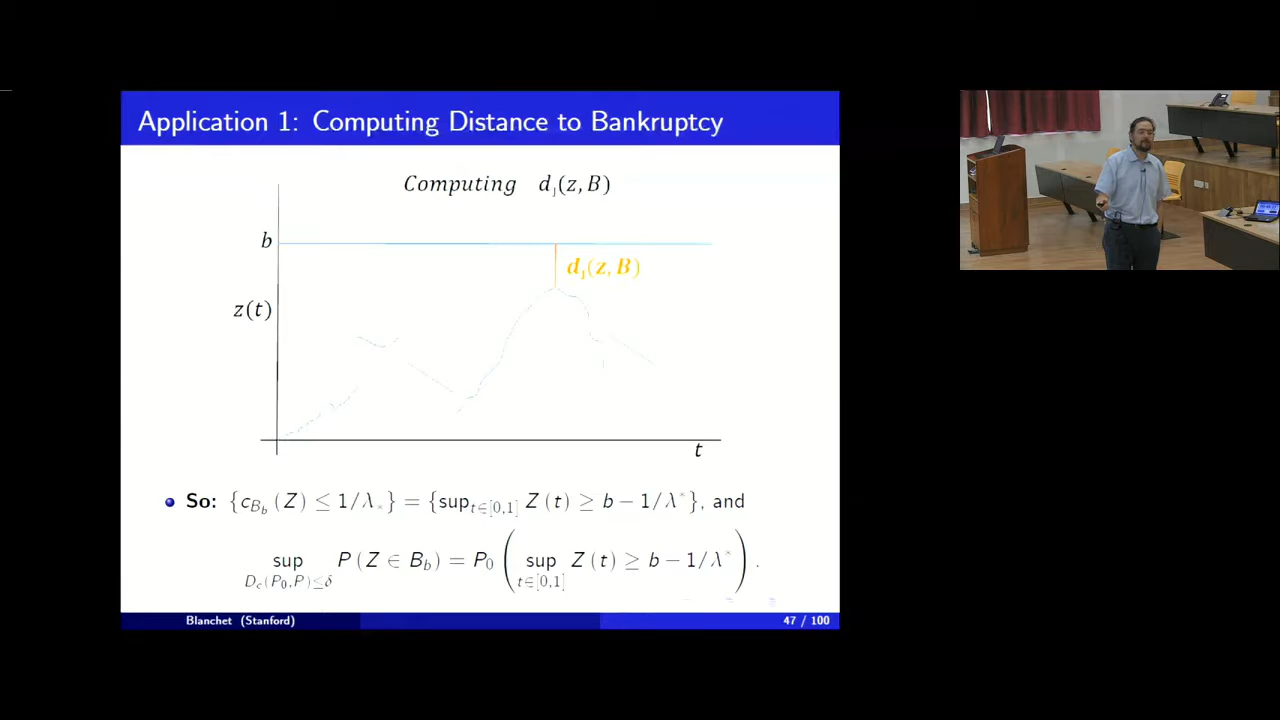 Application 1: Computing Distance to Bankruptcy
Computing d₁(z, B)
b
d₁(z, B)
z(t)
t
So: {c_{B_b}(Z) ≤ 1/λ_*} = {sup_{t∈[0,1]} Z(t) ≥ b − 1/λ^*}, and
sup_{D_c(P_0,P)≤δ} P(Z ∈ B_b) = P_0 ( sup_{t∈[0,1]} Z(t) ≥ b − 1/λ^* ) .
Blanchet (Stanford) 47 / 100